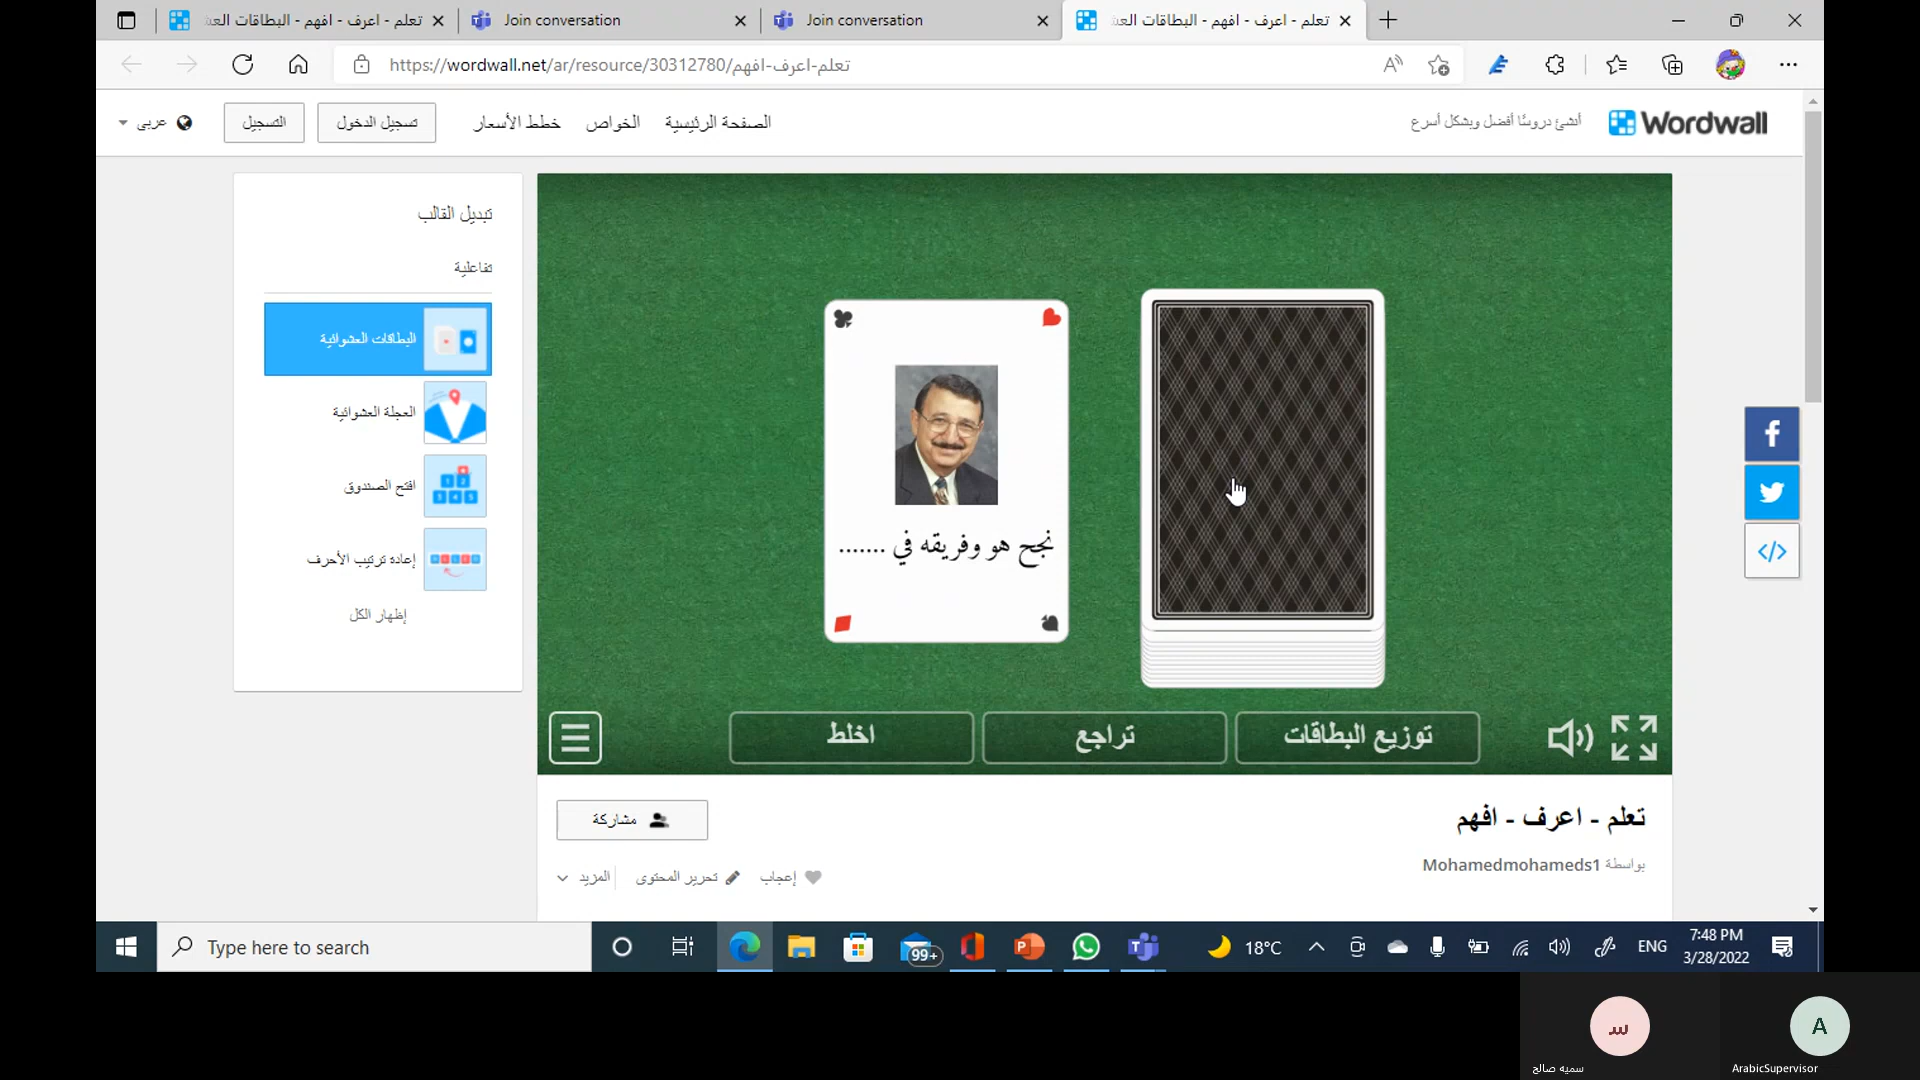 تعلم - اعرف - افهم - البطاقات العش
Join conversation
Join conversation
تعلم - اعرف - افهم - البطاقات العش
https://wordwall.net/ar/resource/30312780/تعلم-اعرف-افهم
Wordwall
أنشئ دروسًا أفضل وبشكل أسرع
الصفحة الرئيسية
الخواص
خطط الأسعار
تسجيل الدخول
التسجيل
عربى
تبديل القالب
تفاعلية
البطاقات العشوائية
العجلة العشوائية
افتح الصندوق
إعادة ترتيب الأحرف
إظهار الكل
نجح هو وفريقه في .......
توزيع البطاقات
تراجع
اخلط
تعلم - اعرف - افهم
بواسطة Mohamedmohameds1
مشاركة
إعجاب
تحرير المحتوى
المزيد
Type here to search
99+
18°C
ENG
7:48 PM
3/28/2022
س
سميه صالح
A
ArabicSupervisor